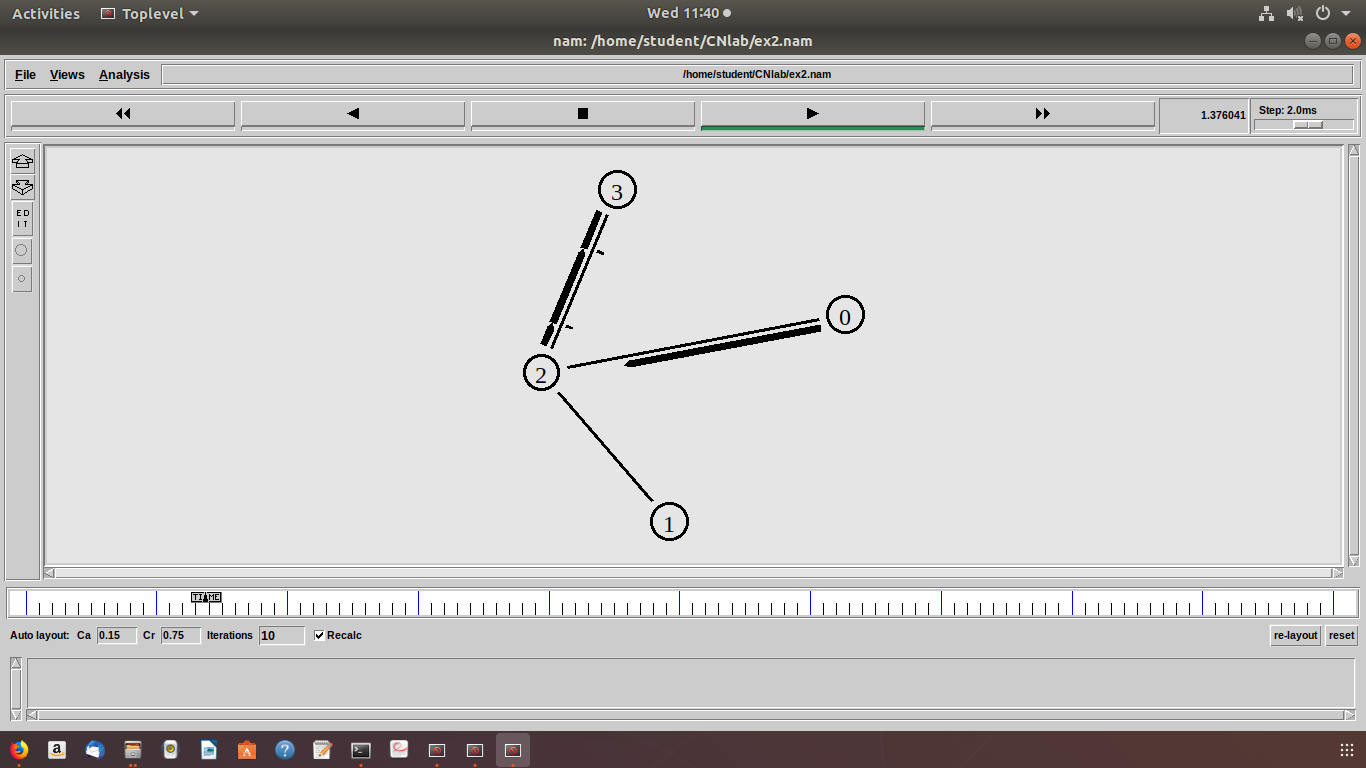 Activities Toplevel Wed 11:40
nam: /home/student/CNlab/ex2.nam
File Views Analysis /home/student/CNlab/ex2.nam
1.376041 Step: 2.0ms
ED
IT
3
0
2
1
TIME
Auto layout: Ca 0.15 Cr 0.75 Iterations 10 Recalc re-layout reset